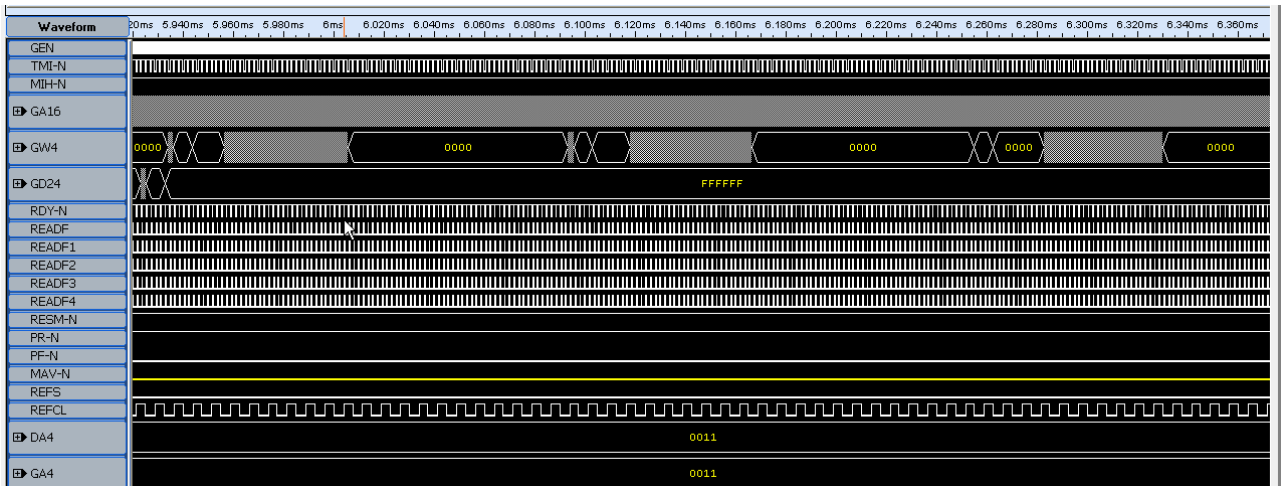 Waveform 20ms 5.940ms 5.960ms 5.980ms 6ms 6.020ms 6.040ms 6.060ms 6.080ms 6.100ms 6.120ms 6.140ms 6.160ms 6.180ms 6.200ms 6.220ms 6.240ms 6.260ms 6.280ms 6.300ms 6.320ms 6.340ms 6.360ms
GEN
TMI-N
MIH-N
GA16
GW4 0000 0000 0000 0000 0000
GD24 FFFFFF
RDY-N
READF
READF1
READF2
READF3
READF4
RESM-N
PR-N
PF-N
MAV-N
REFS
REFCL
DA4 0011
GA4 0011